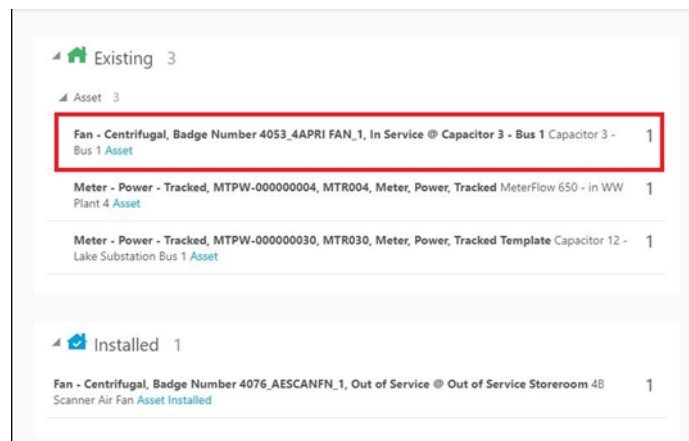 Existing 3
Asset 3
Fan - Centrifugal, Badge Number 4053_4APRI FAN_1, In Service @ Capacitor 3 - Bus 1 Capacitor 3 - 1
Bus 1 Asset
Meter - Power - Tracked, MTPW-000000004, MTR004, Meter, Power, Tracked MeterFlow 650 - in WW 1
Plant 4 Asset
Meter - Power - Tracked, MTPW-000000030, MTR030, Meter, Power, Tracked Template Capacitor 12 - 1
Lake Substation Bus 1 Asset
Installed 1
Fan - Centrifugal, Badge Number 4076_AESCANFN_1, Out of Service @ Out of Service Storeroom 4B 1
Scanner Air Fan Asset Installed